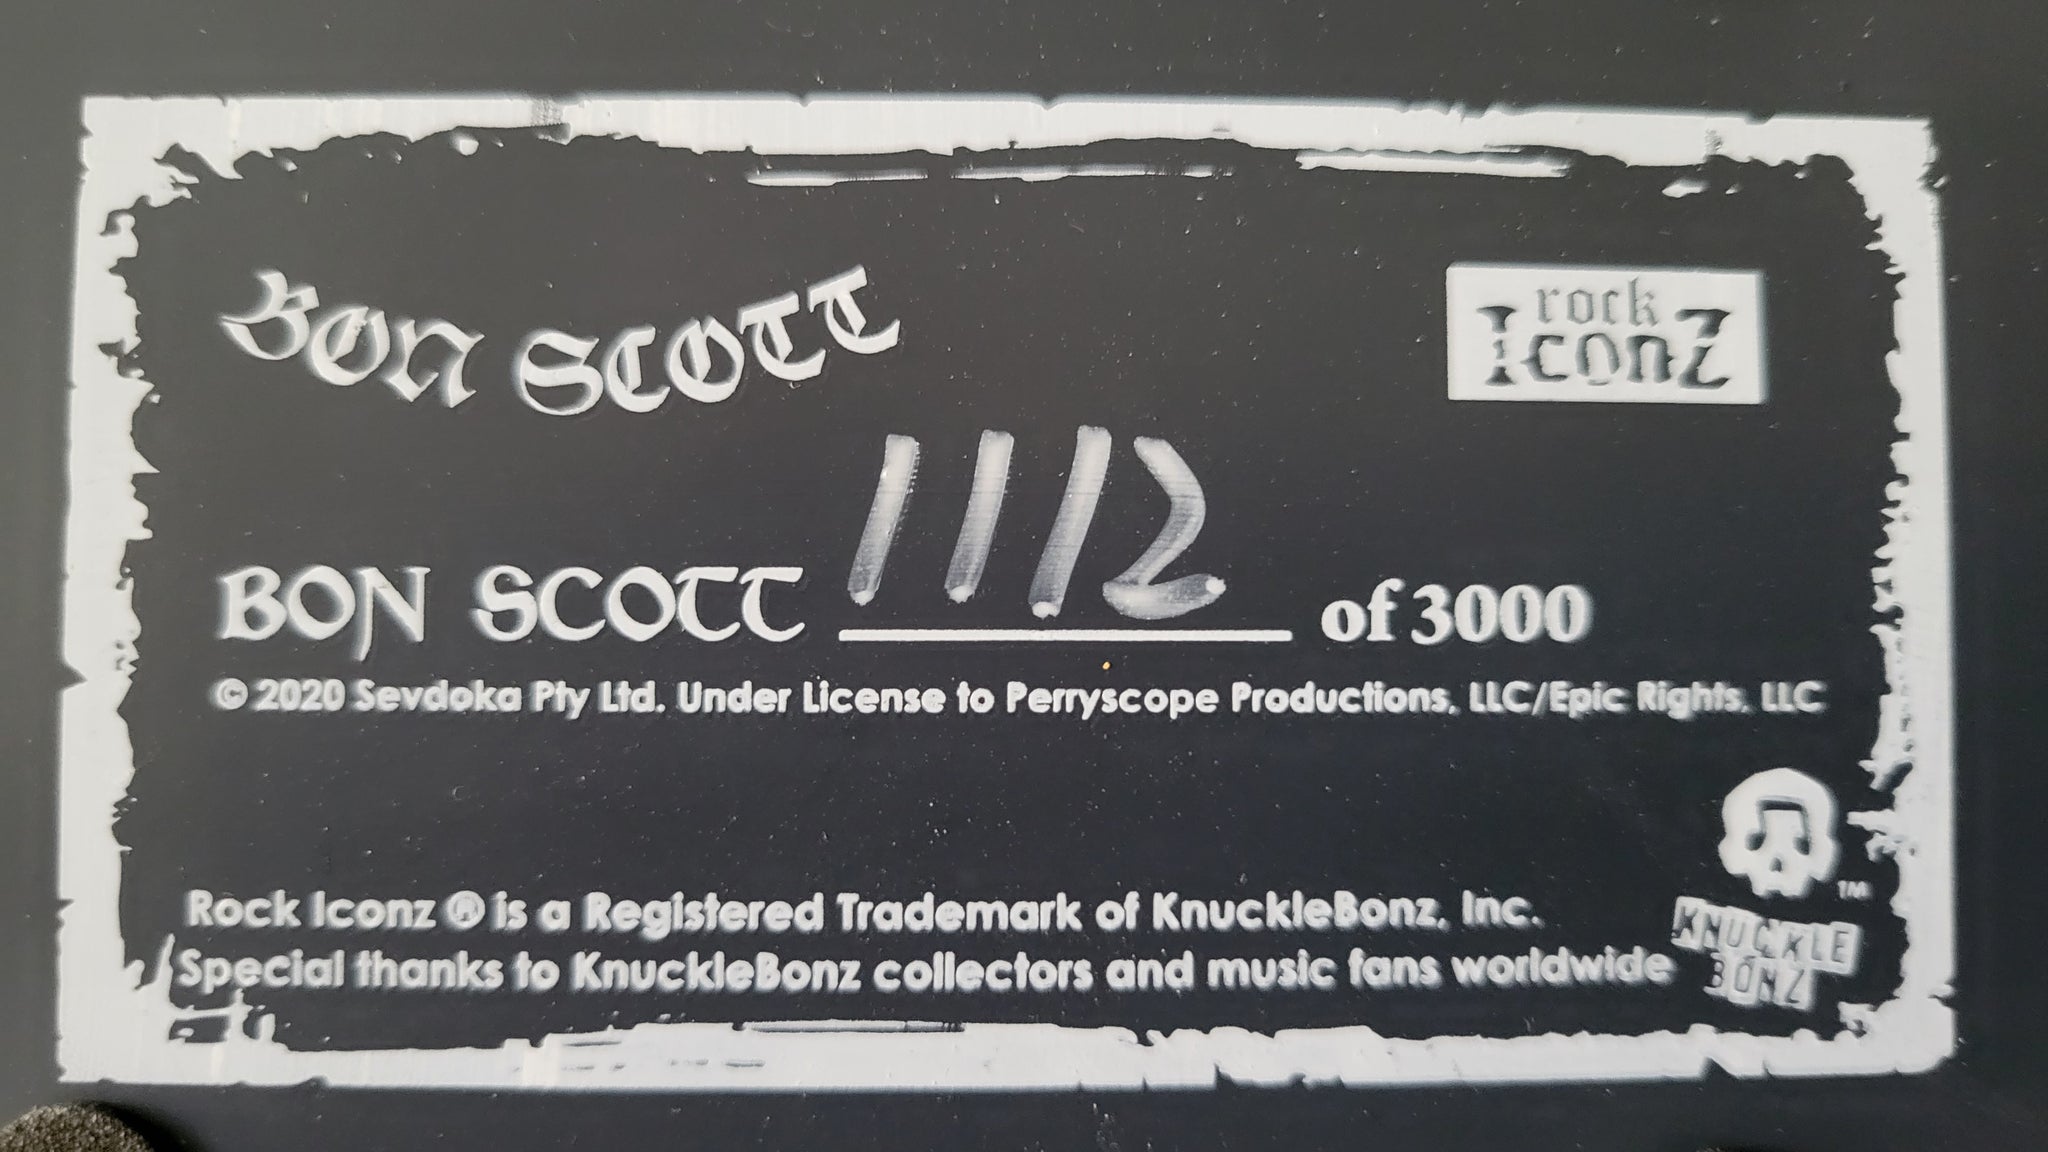 BON SCOTT
rock
IconZ
1112
BON SCOTT of 3000
© 2020 Sevdoka Pty Ltd. Under License to Perryscope Productions, LLC/Epic Rights, LLC
Rock Iconz ® is a Registered Trademark of KnuckleBonz, Inc.
Special thanks to KnuckleBonz collectors and music fans worldwide
TM
KNUCKLE
BONZ